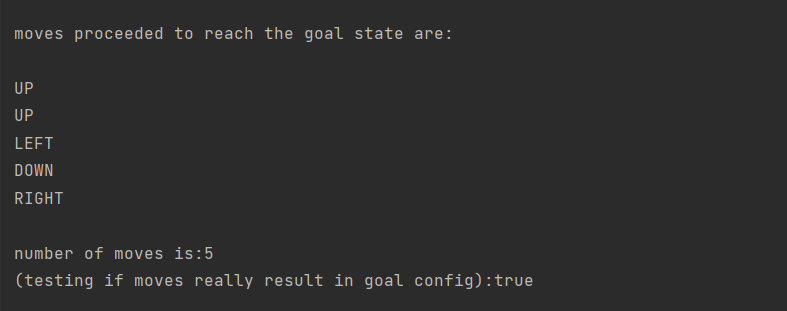 moves proceeded to reach the goal state are:
UP
UP
LEFT
DOWN
RIGHT
number of moves is:5
(testing if moves really result in goal config):true